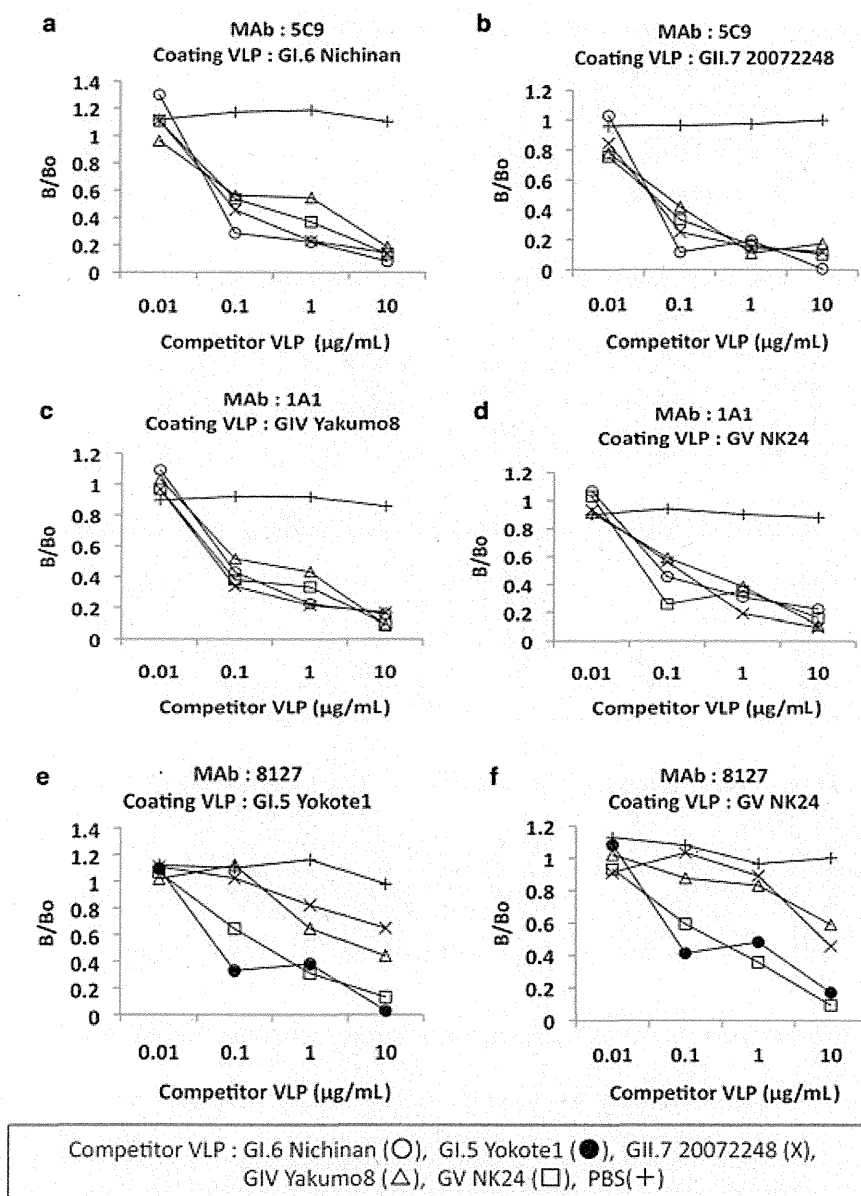 a
MAb : 5C9
Coating VLP : GI.6 Nichinan
B/Bo
1.4
1.2
1
0.8
0.6
0.4
0.2
0
0.01 0.1 1 10
Competitor VLP (µg/mL)
b
MAb : 5C9
Coating VLP : GII.7 20072248
B/Bo
1.2
1
0.8
0.6
0.4
0.2
0
0.01 0.1 1 10
Competitor VLP (µg/mL)
c
MAb : 1A1
Coating VLP : GIV Yakumo8
B/Bo
1.2
1
0.8
0.6
0.4
0.2
0
0.01 0.1 1 10
Competitor VLP (µg/mL)
d
MAb : 1A1
Coating VLP : GV NK24
B/Bo
1.2
1
0.8
0.6
0.4
0.2
0
0.01 0.1 1 10
Competitor VLP (µg/mL)
e
MAb : 8127
Coating VLP : GI.5 Yokote1
B/Bo
1.4
1.2
1
0.8
0.6
0.4
0.2
0
0.01 0.1 1 10
Competitor VLP (µg/mL)
f
MAb : 8127
Coating VLP : GV NK24
B/Bo
1.2
1
0.8
0.6
0.4
0.2
0
0.01 0.1 1 10
Competitor VLP (µg/mL)
Competitor VLP : GI.6 Nichinan (○), GI.5 Yokote1 (●), GII.7 20072248 (X),
GIV Yakumo8 (△), GV NK24 (□), PBS(+)